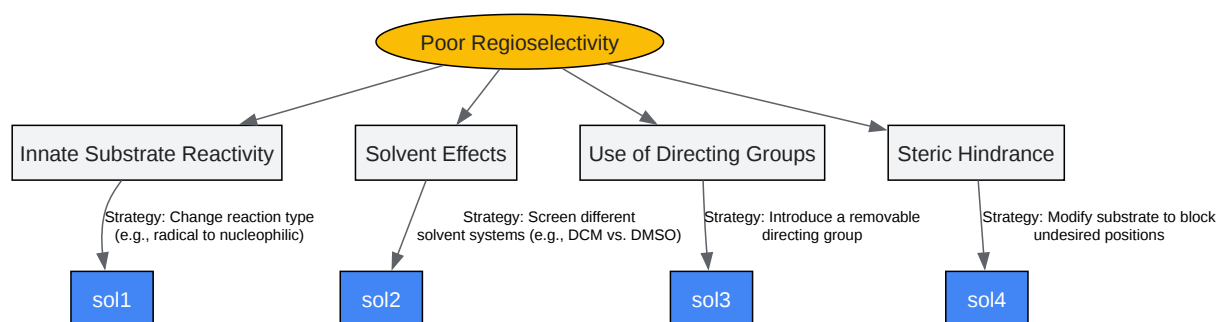 Poor Regioselectivity
Innate Substrate Reactivity
Solvent Effects
Use of Directing Groups
Steric Hindrance
Strategy: Change reaction type
(e.g., radical to nucleophilic)
Strategy: Screen different
solvent systems (e.g., DCM vs. DMSO)
Strategy: Introduce a removable
directing group
Strategy: Modify substrate to block
undesired positions
sol1
sol2
sol3
sol4